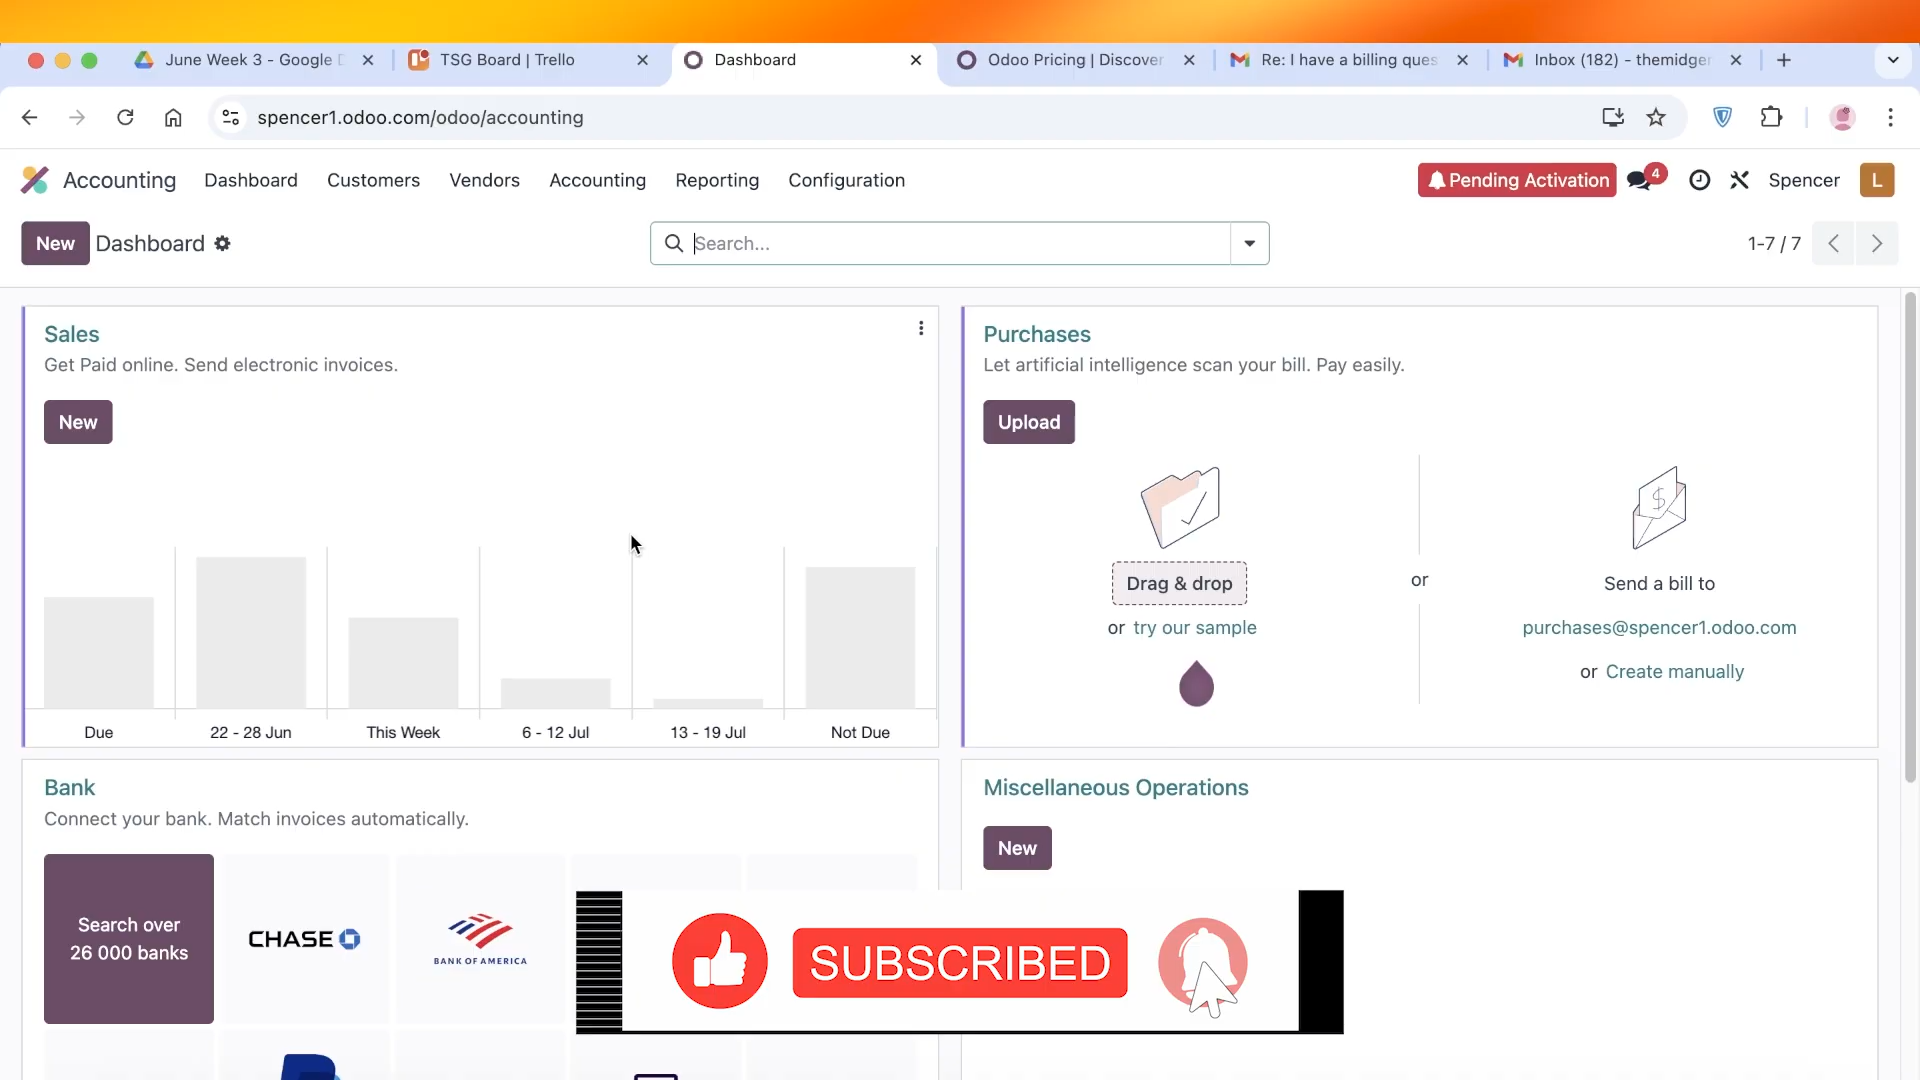 June Week 3 - Google D
TSG Board | Trello
Dashboard
Odoo Pricing | Discover
Re: I have a billing ques
Inbox (182) - themidger
spencer1.odoo.com/odoo/accounting
Accounting
Dashboard
Customers
Vendors
Accounting
Reporting
Configuration
Pending Activation
4
Spencer
L
New
Dashboard
Search...
1-7 / 7
Sales
Get Paid online. Send electronic invoices.
New
Due
22 - 28 Jun
This Week
6 - 12 Jul
13 - 19 Jul
Not Due
Purchases
Let artificial intelligence scan your bill. Pay easily.
Upload
Drag & drop
or try our sample
or
$
Send a bill to
purchases@spencer1.odoo.com
or Create manually
Bank
Connect your bank. Match invoices automatically.
Search over
26 000 banks
CHASE
BANK OF AMERICA
Miscellaneous Operations
New
SUBSCRIBED